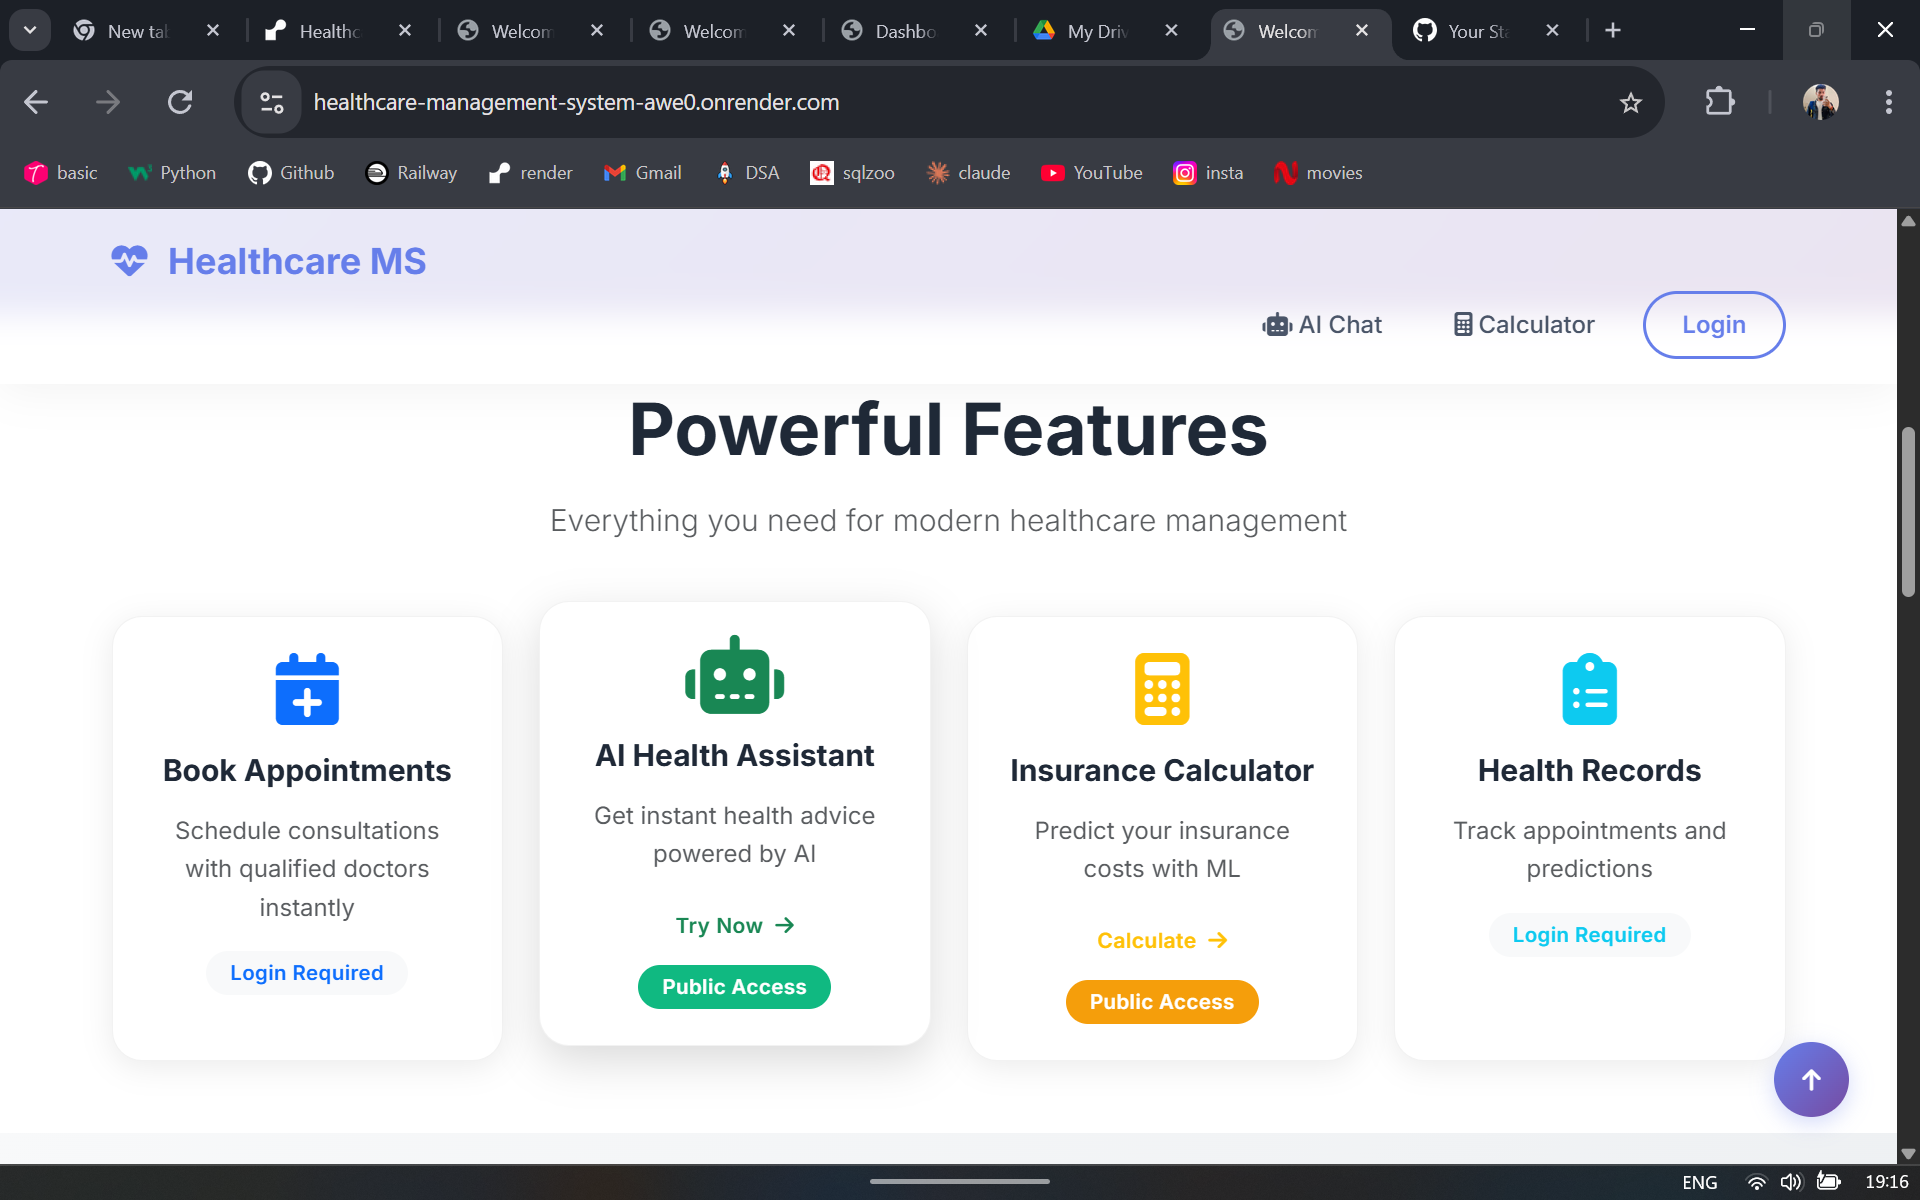 New tab
Healthc
Welcom
Welcom
Dashbo
My Driv
Welcom
Your Sta
healthcare-management-system-awe0.onrender.com
basic
Python
Github
Railway
render
Gmail
DSA
sqlzoo
claude
YouTube
insta
movies
Healthcare MS
AI Chat
Calculator
Login
Powerful Features
Everything you need for modern healthcare management
Book Appointments
Schedule consultations
with qualified doctors
instantly
Login Required
AI Health Assistant
Get instant health advice
powered by AI
Try Now
Public Access
Insurance Calculator
Predict your insurance
costs with ML
Calculate
Public Access
Health Records
Track appointments and
predictions
Login Required
ENG
19:16